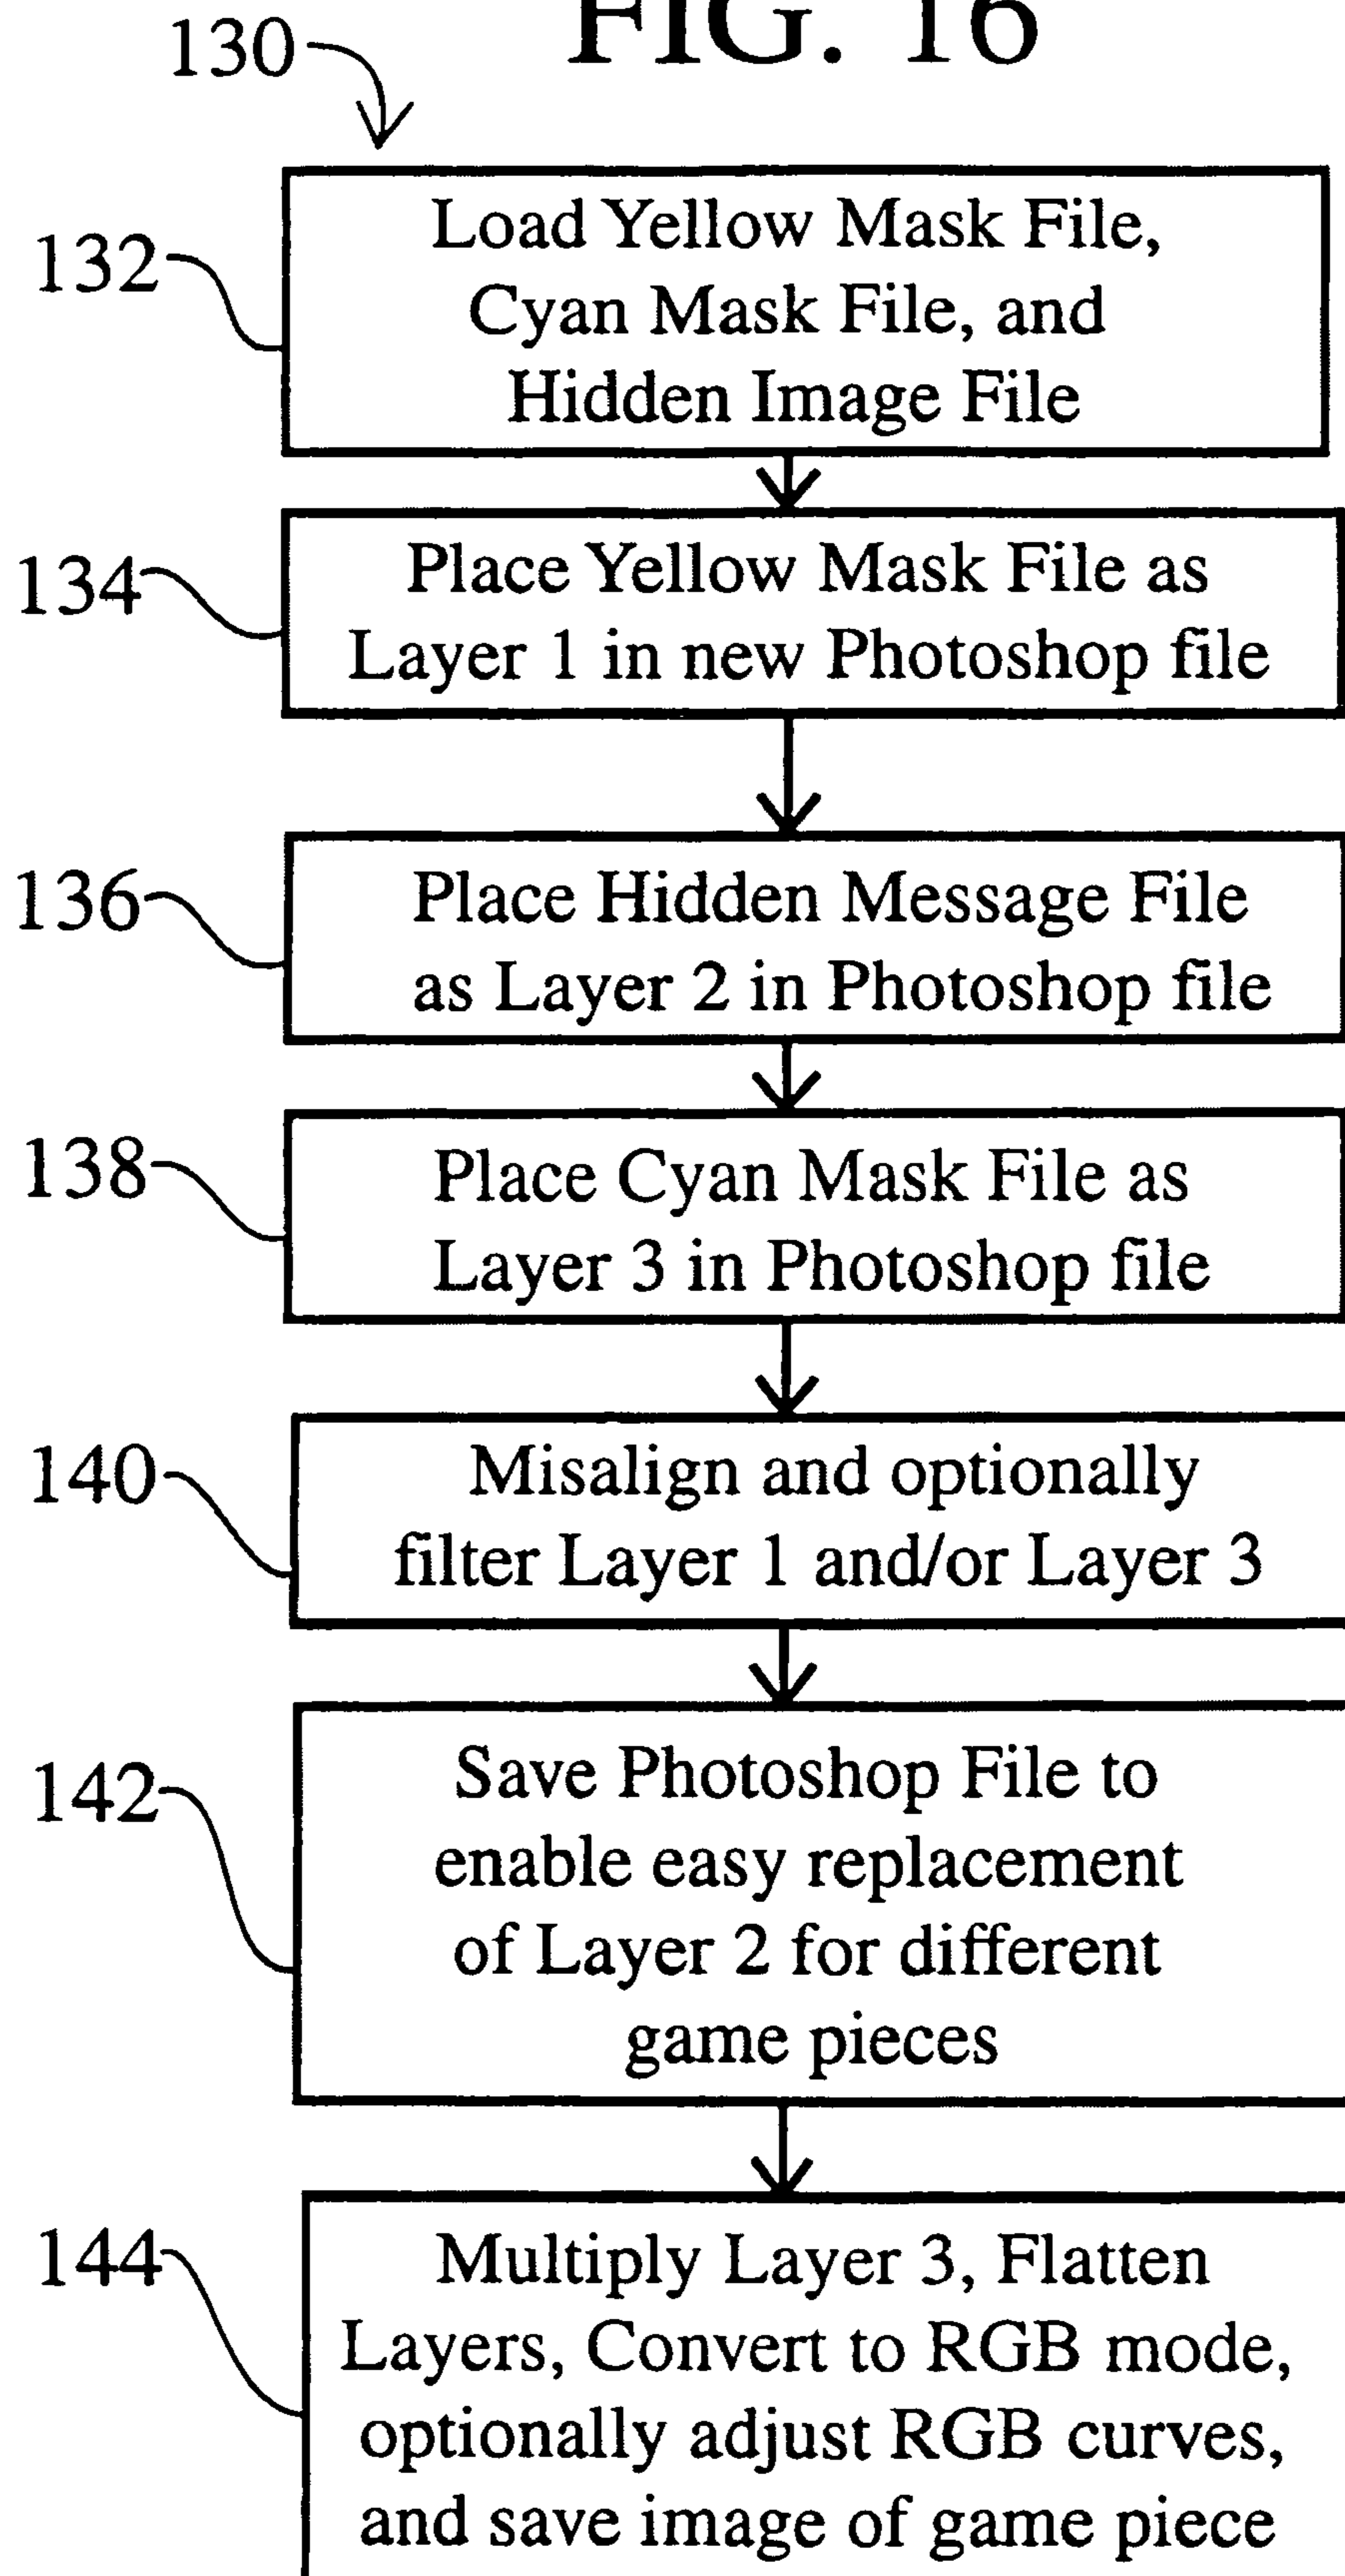 FIG. 16
130
132
Load Yellow Mask File,
Cyan Mask File, and
Hidden Image File
134
Place Yellow Mask File as
Layer 1 in new Photoshop file
136
Place Hidden Message File
as Layer 2 in Photoshop file
138
Place Cyan Mask File as
Layer 3 in Photoshop file
140
Misalign and optionally
filter Layer 1 and/or Layer 3
142
Save Photoshop File to
enable easy replacement
of Layer 2 for different
game pieces
144
Multiply Layer 3, Flatten
Layers, Convert to RGB mode,
optionally adjust RGB curves,
and save image of game piece